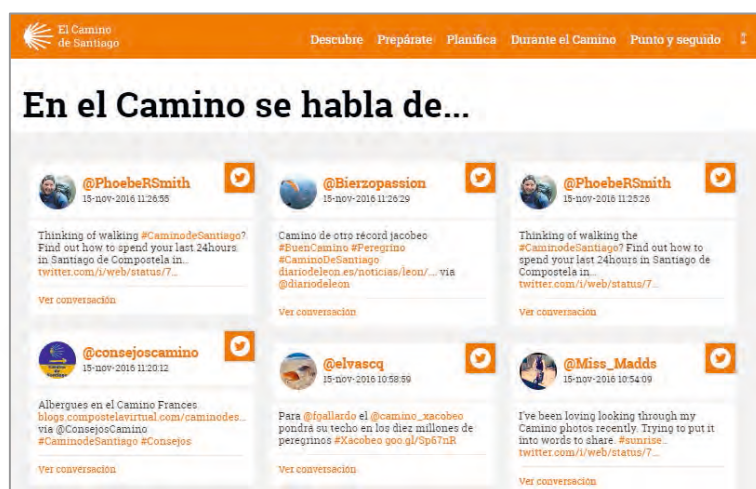 El Camino
de Santiago
Descubre Prepárate Planifica Durante el Camino Punto y seguido
En el Camino se habla de...
@PhoebeRSmith
15-nov-2016 11:26:55
Thinking of walking #CaminodeSantiago?
Find out how to spend your last 24hours
in Santiago de Compostela in...
twitter.com/i/web/status/7...
Ver conversación
@Bierzopassion
15-nov-2016 11:26:29
Camino de otro récord jacobeo
#BuenCamino #Peregrino
#CaminoDeSantiago
diariodeleon.es/noticias/leon/... vía
@diariodeleon
Ver conversación
@PhoebeRSmith
15-nov-2016 11:25:26
Thinking of walking the
#CaminodeSantiago? Find out how to
spend your last 24hours in Santiago de
Compostela in...
twitter.com/i/web/status/7...
Ver conversación
@consejoscamino
15-nov-2016 11:20:12
Albergues en el Camino Frances
blogs.compostelavirtual.com/caminodes...
vía @ConsejosCamino
#CaminodeSantiago #Consejos
Ver conversación
@elvascq
15-nov-2016 10:58:59
Para @fgallardo el @camino_xacobeo
pondrá su techo en los diez millones de
peregrinos #Xacobeo goo.gl/Sp67nR
Ver conversación
@Miss_Madds
15-nov-2016 10:54:09
I've been loving looking through my
Camino photos recently. Trying to put it
into words to share. #sunrise...
twitter.com/i/web/status/7...
Ver conversación